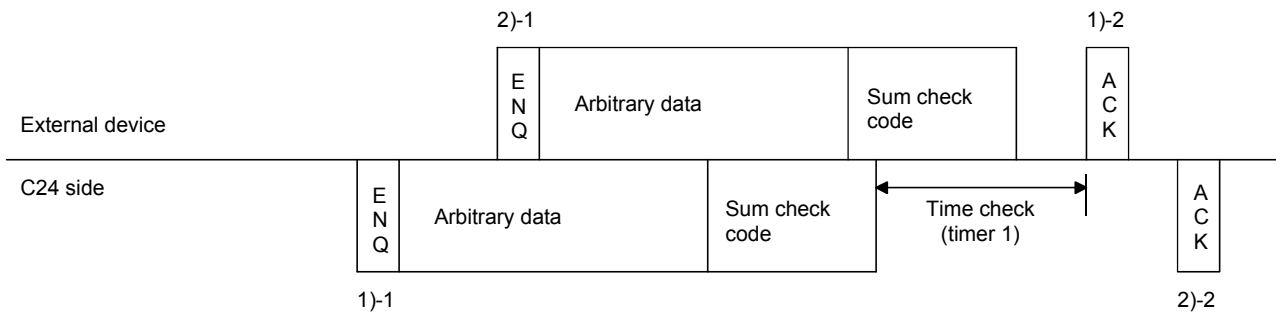 2)-1
1)-2
E
N
Q
Arbitrary data
Sum check
code
A
C
K
External device
C24 side
E
N
Q
Arbitrary data
Sum check
code
Time check
(timer 1)
A
C
K
1)-1
2)-2